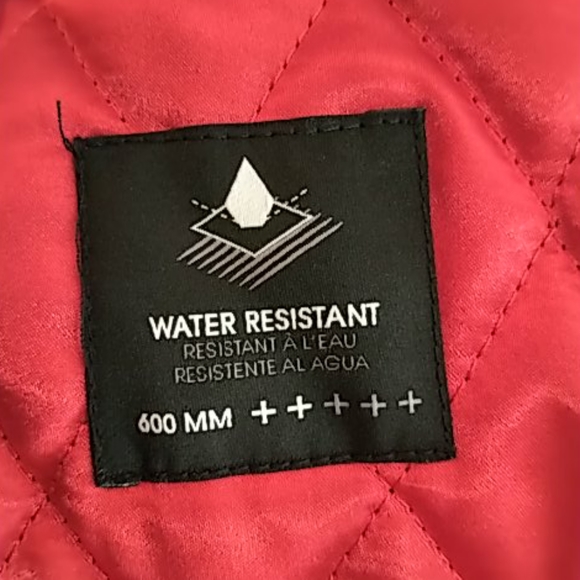 WATER RESISTANT
RESISTANT À L'EAU
RESISTENTE AL AGUA
600 MM + + + + +